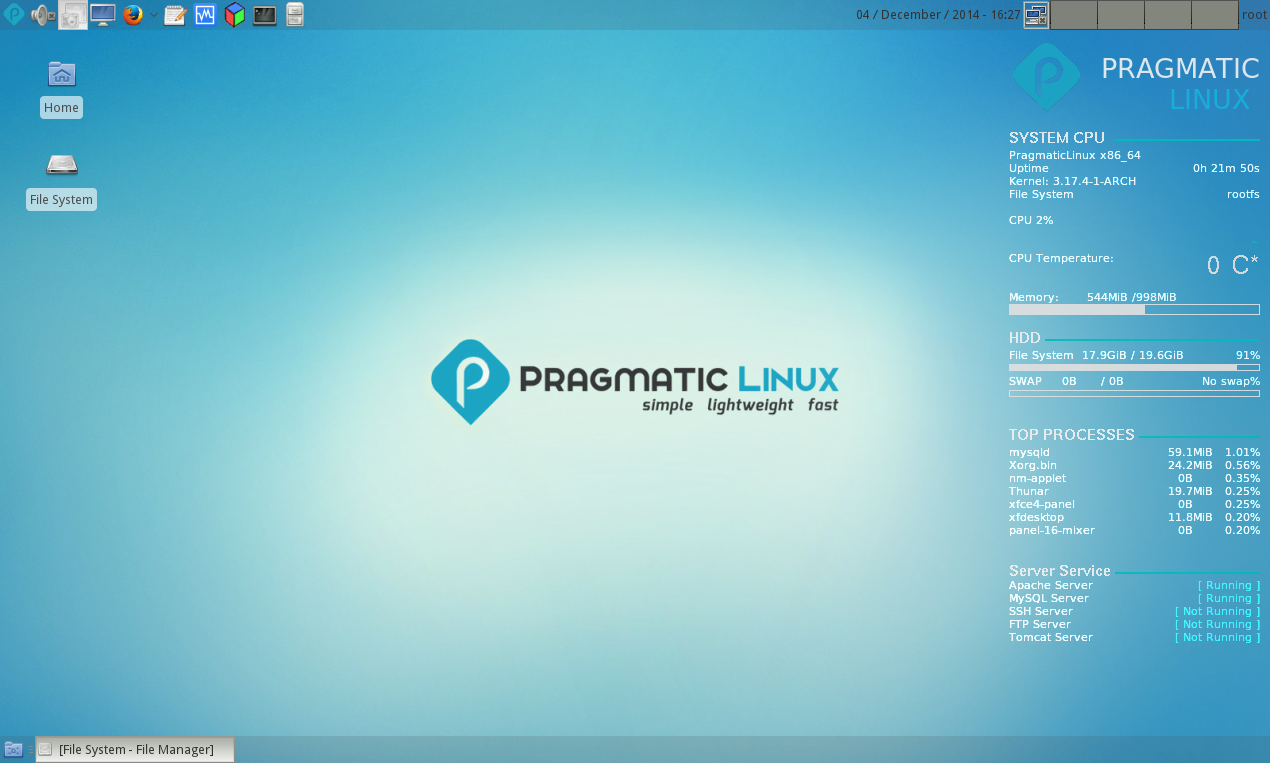 04 / December / 2014 - 16:27 root
Home
File System
PRAGMATIC
LINUX
SYSTEM CPU
PragmaticLinux x86_64
Uptime 0h 21m 50s
Kernel: 3.17.4-1-ARCH
File System rootfs
CPU 2%
CPU Temperature: 0 C*
Memory: 544MiB /998MiB
HDD
File System 17.9GiB / 19.6GiB 91%
SWAP 0B / 0B No swap%
TOP PROCESSES
mysqld 59.1MiB 1.01%
Xorg.bin 24.2MiB 0.56%
nm-applet 0B 0.35%
Thunar 19.7MiB 0.25%
xfce4-panel 0B 0.25%
xfdesktop 11.8MiB 0.20%
panel-16-mixer 0B 0.20%
Server Service
Apache Server [ Running ]
MySQL Server [ Running ]
SSH Server [ Not Running ]
FTP Server [ Not Running ]
Tomcat Server [ Not Running ]
PRAGMATIC LINUX
simple lightweight fast
[File System - File Manager]